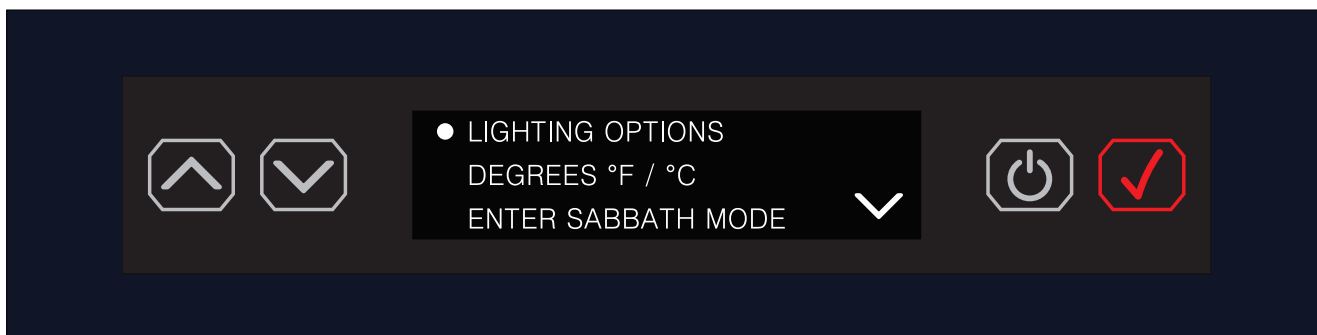 LIGHTING OPTIONS
DEGREES °F / °C
ENTER SABBATH MODE